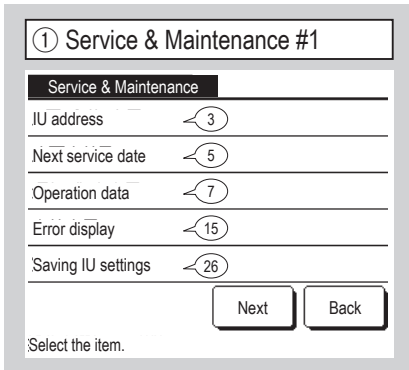 ① Service & Maintenance #1
Service & Maintenance
IU address 3
Next service date 5
Operation data 7
Error display 15
Saving IU settings 26
Next Back
Select the item.